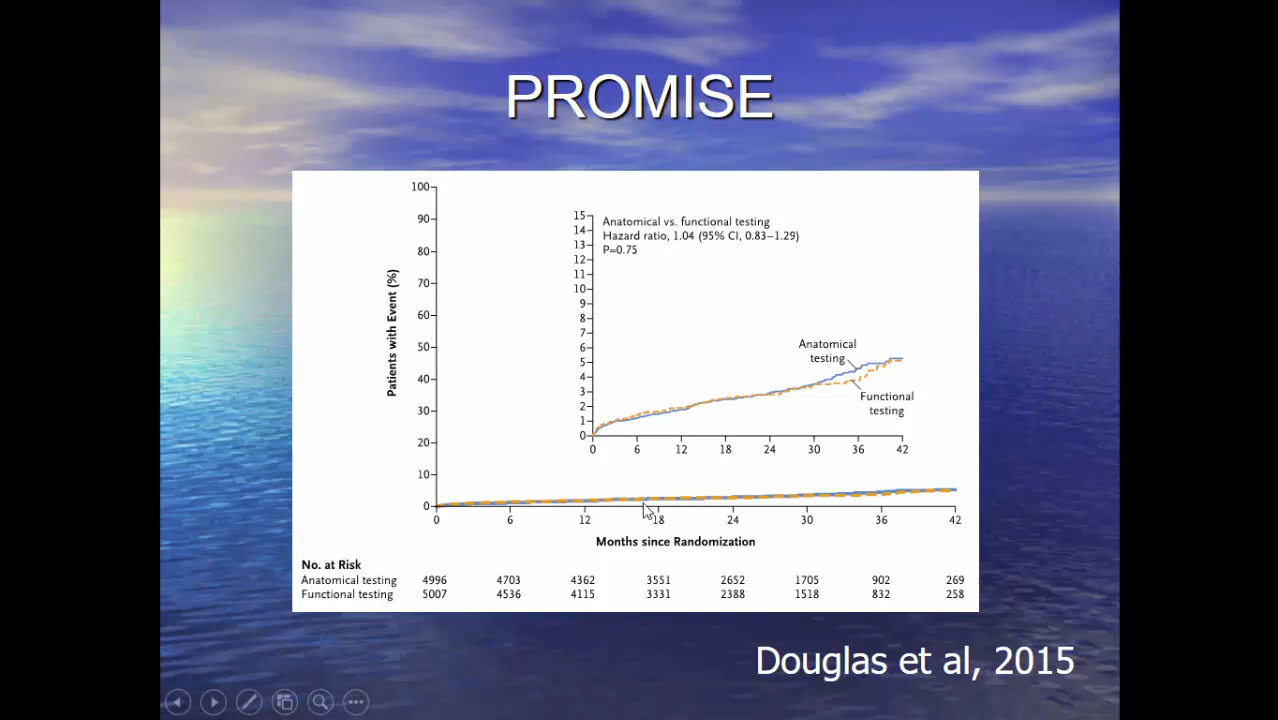 PROMISE
100
90
80
70
60
50
40
30
20
10
0
Patients with Event (%)
15
14
13
12
11
10
9
8
7
6
5
4
3
2
1
0
Anatomical vs. functional testing
Hazard ratio, 1.04 (95% CI, 0.83–1.29)
P=0.75
Anatomical
testing
Functional
testing
0 6 12 18 24 30 36 42
0 6 12 18 24 30 36 42
Months since Randomization
No. at Risk
Anatomical testing 4996 4703 4362 3551 2652 1705 902 269
Functional testing 5007 4536 4115 3331 2388 1518 832 258
Douglas et al, 2015